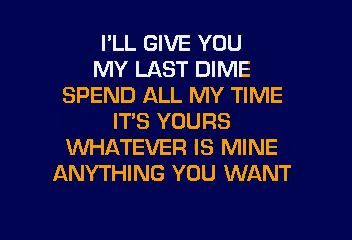 I'LL GIVE YOU
MY LAST DIME
SPEND ALL MY TIME
IT'S YOURS
WHATEVER IS MINE
ANYTHING YOU WANT